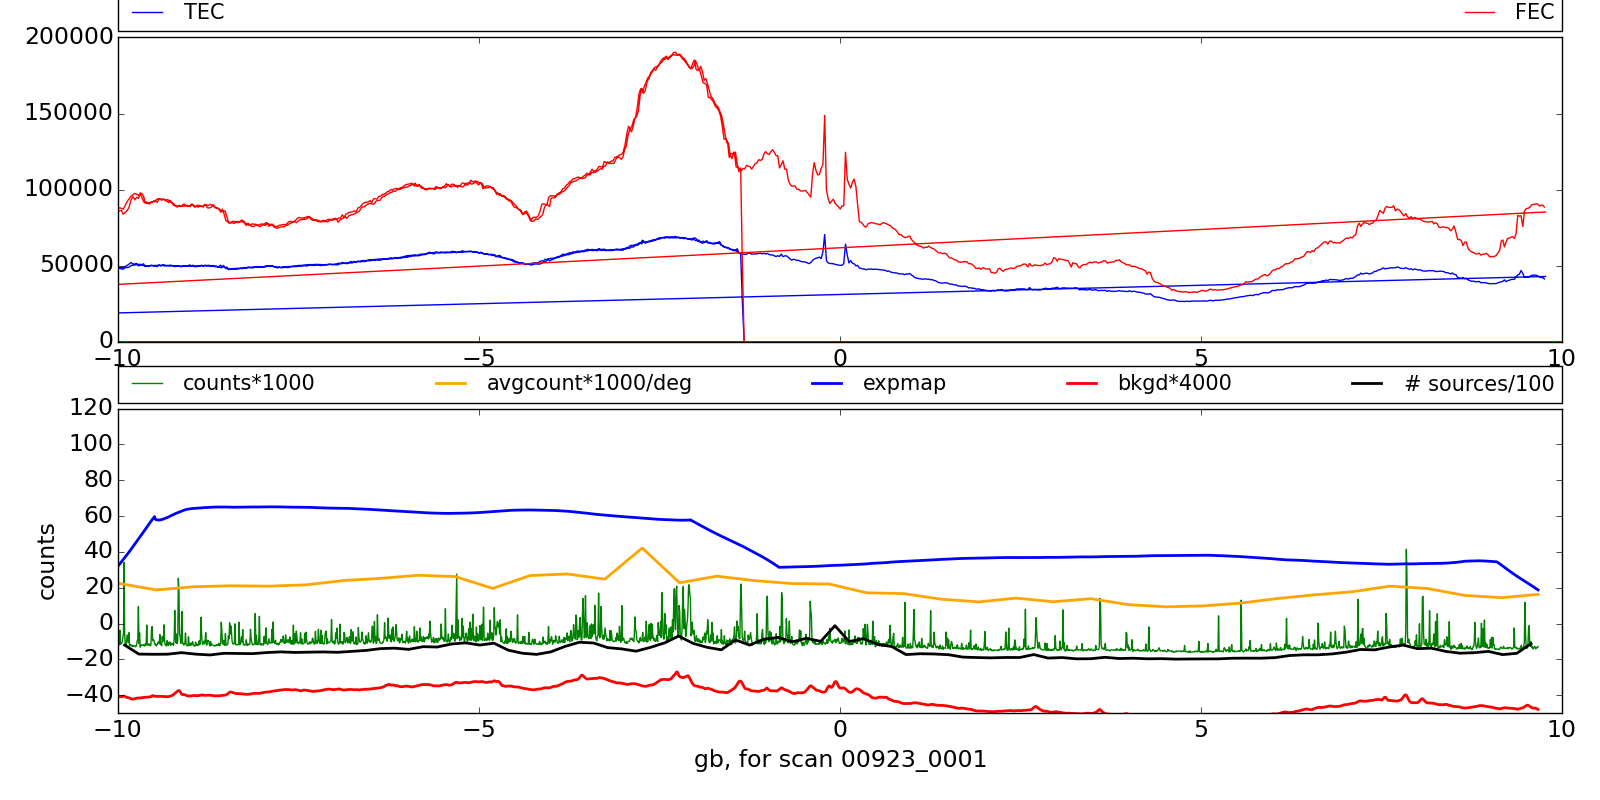 TEC FEC
200000
150000
100000
50000
0
−10 −5 0 5 10
counts*1000 avgcount*1000/deg expmap bkgd*4000 # sources/100
120
100
80
60
40
20
0
−20
−40
counts
−10 −5 0 5 10
gb, for scan 00923_0001